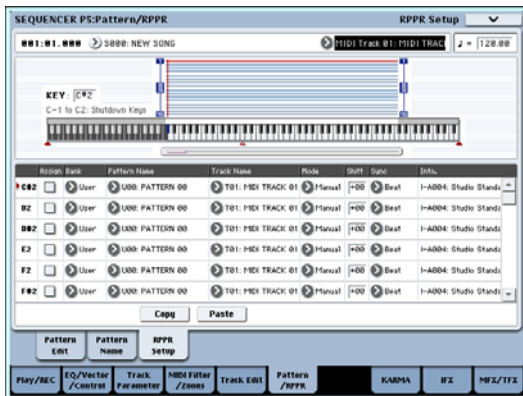 SEQUENCER P5:Pattern/RPPR RPPR Setup
001:01.000 S000: NEW SONG MIDI Track 01: MIDI TRAC ♩ = 120.00
KEY: C#2
C-1 to C2: Shutdown Keys
Assign Bank Pattern Name Track Name Mode Shift Sync Info.
C#2 User U00: PATTERN 00 T01: MIDI TRACK 01 Manual +00 Beat I-A004: Studio Standa
D2 User U00: PATTERN 00 T01: MIDI TRACK 01 Manual +00 Beat I-A004: Studio Standa
D#2 User U00: PATTERN 00 T01: MIDI TRACK 01 Manual +00 Beat I-A004: Studio Standa
E2 User U00: PATTERN 00 T01: MIDI TRACK 01 Manual +00 Beat I-A004: Studio Standa
F2 User U00: PATTERN 00 T01: MIDI TRACK 01 Manual +00 Beat I-A004: Studio Standa
F#2 User U00: PATTERN 00 T01: MIDI TRACK 01 Manual +00 Beat I-A004: Studio Standa
Copy Paste
Pattern Edit Pattern Name RPPR Setup
Play/REC EQ/Vector /Control Track Parameter MIDI Filter /Zones Track Edit Pattern /RPPR KARMA IFX MFX/TFX